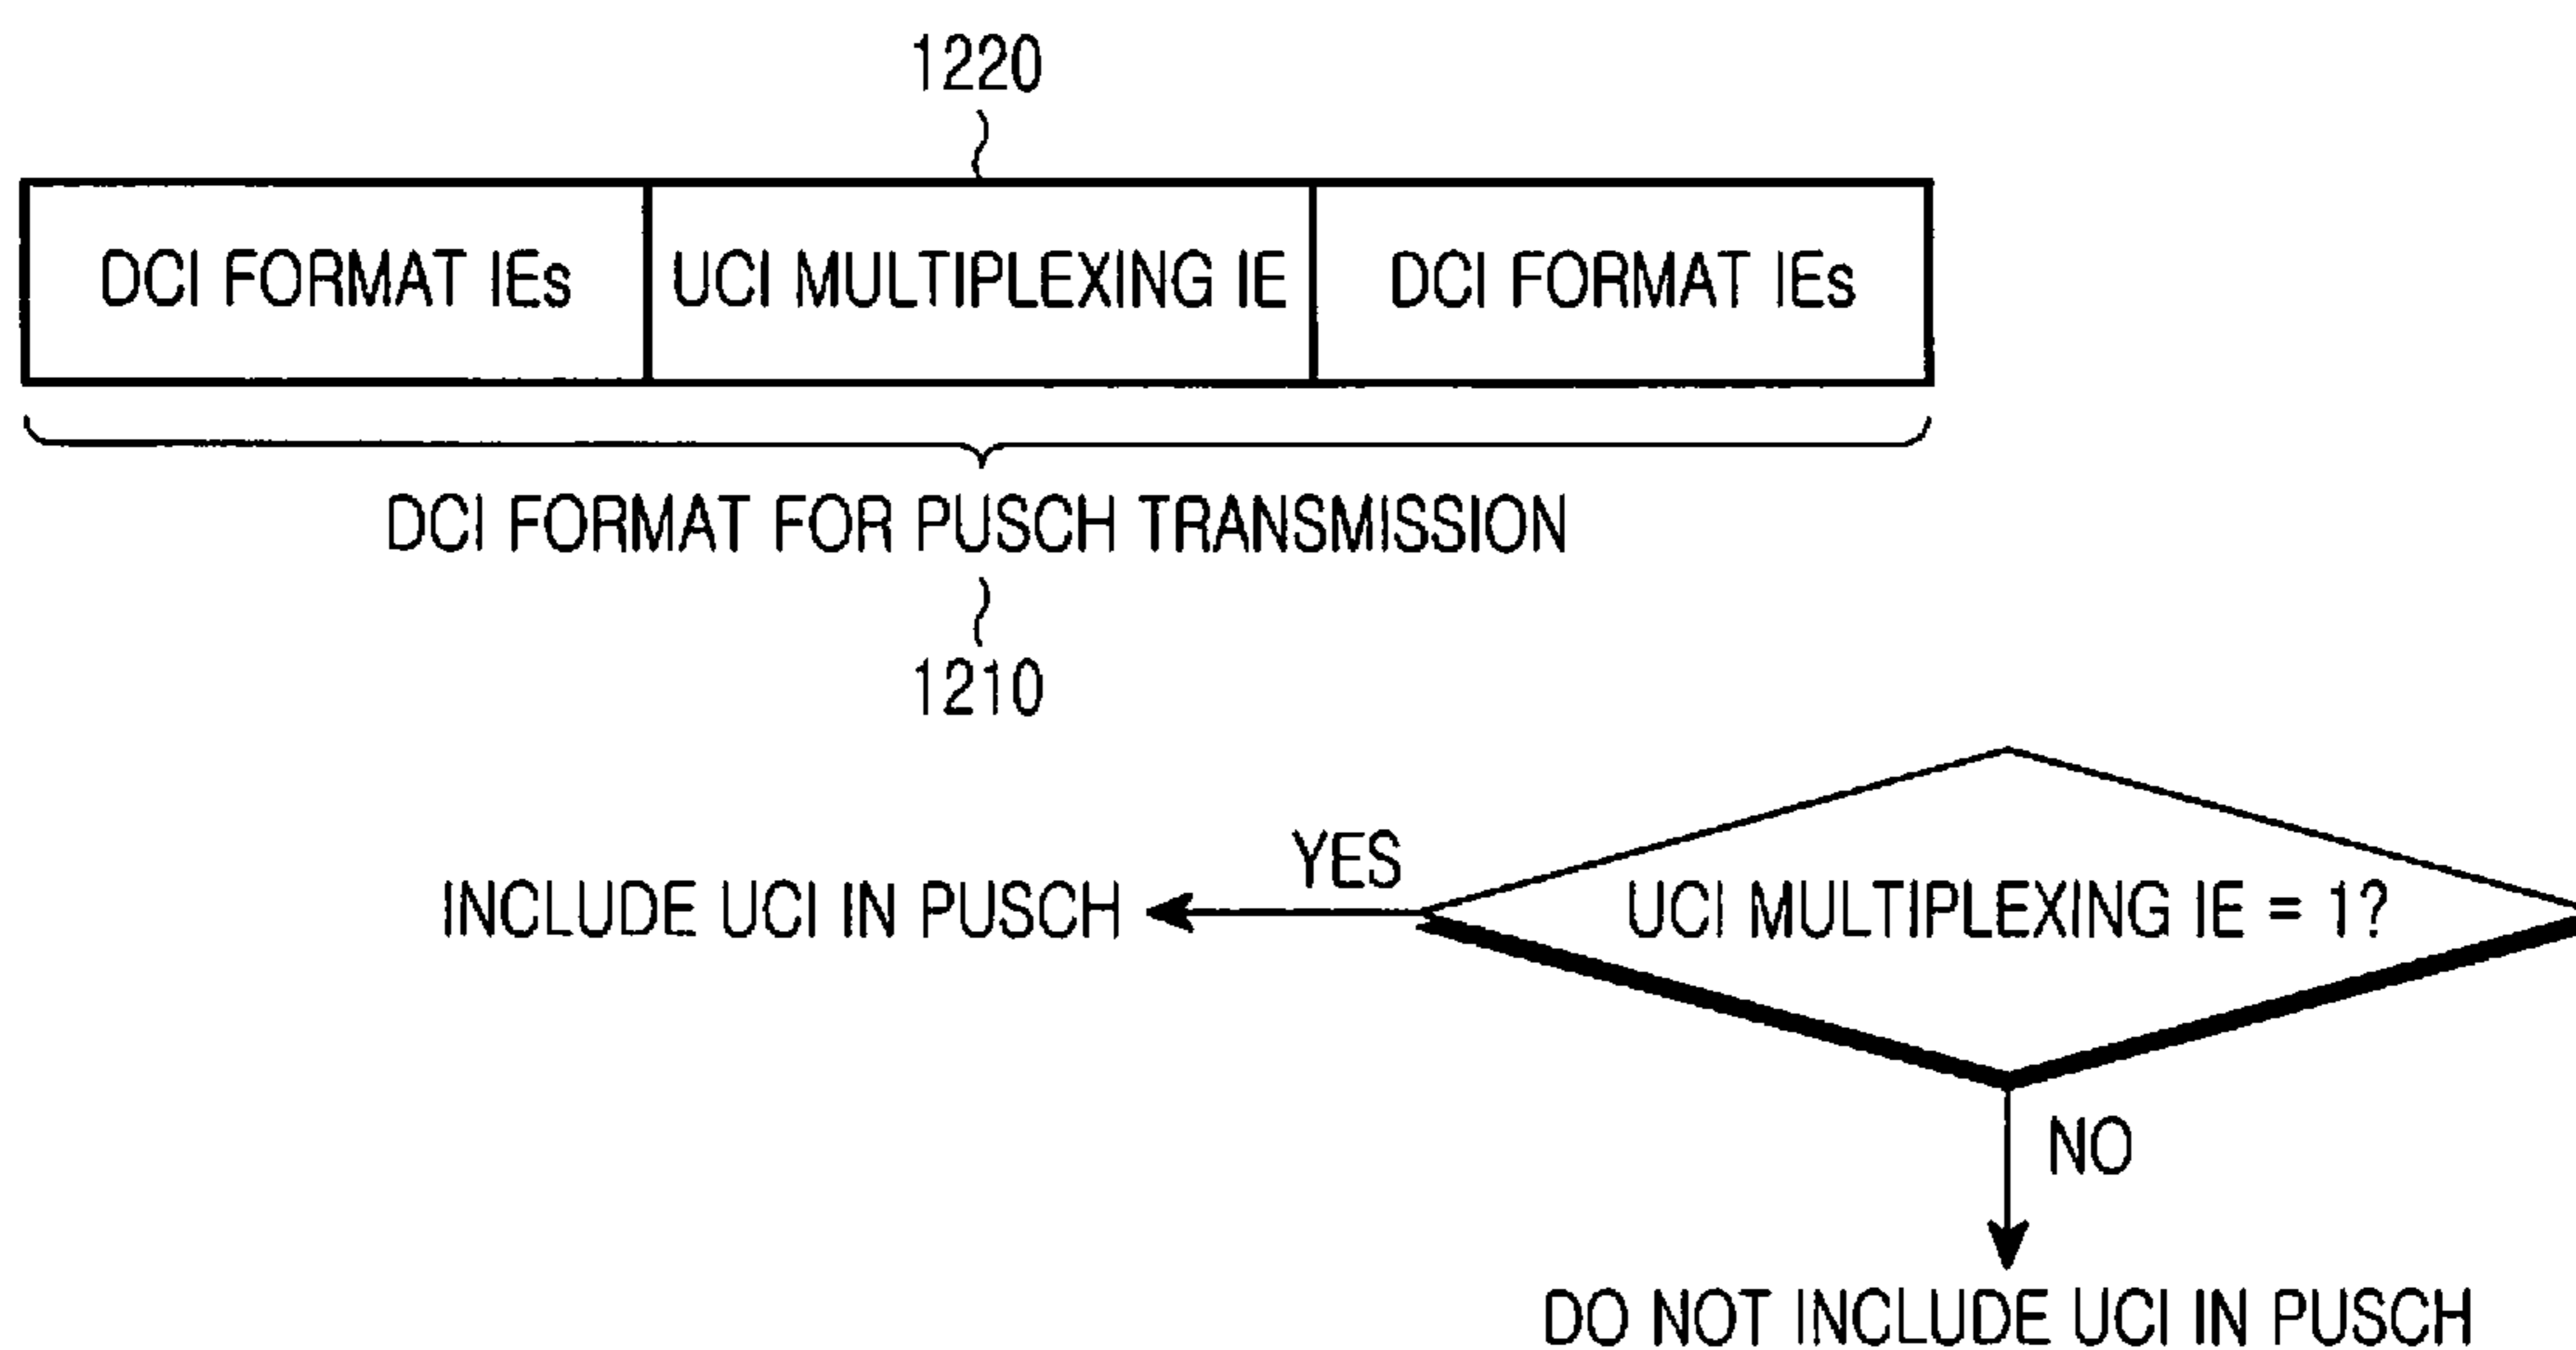 1220
DCI FORMAT IEs
UCI MULTIPLEXING IE
DCI FORMAT IEs
DCI FORMAT FOR PUSCH TRANSMISSION
1210
YES
INCLUDE UCI IN PUSCH
UCI MULTIPLEXING IE = 1?
NO
DO NOT INCLUDE UCI IN PUSCH